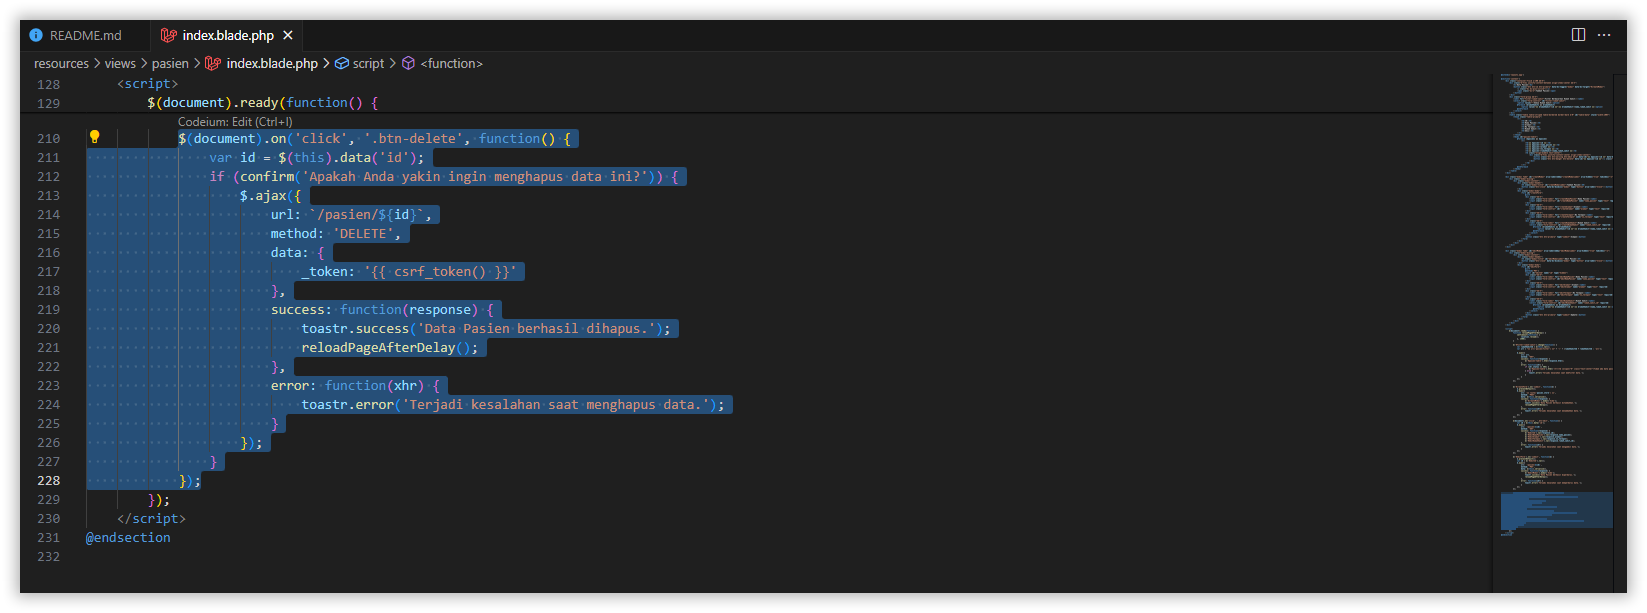 README.md index.blade.php
resources > views > pasien > index.blade.php > script > <function>
128 <script>
129 $(document).ready(function() {
Codeium: Edit (Ctrl+I)
210 $(document).on('click', '.btn-delete', function() {
211 var id = $(this).data('id');
212 if (confirm('Apakah Anda yakin ingin menghapus data ini?')) {
213 $.ajax({
214 url: `/pasien/${id}`,
215 method: 'DELETE',
216 data: {
217 _token: '{{ csrf_token() }}'
218 },
219 success: function(response) {
220 toastr.success('Data Pasien berhasil dihapus.');
221 reloadPageAfterDelay();
222 },
223 error: function(xhr) {
224 toastr.error('Terjadi kesalahan saat menghapus data.');
225 }
226 });
227 }
228 });
229 });
230 </script>
231 @endsection
232